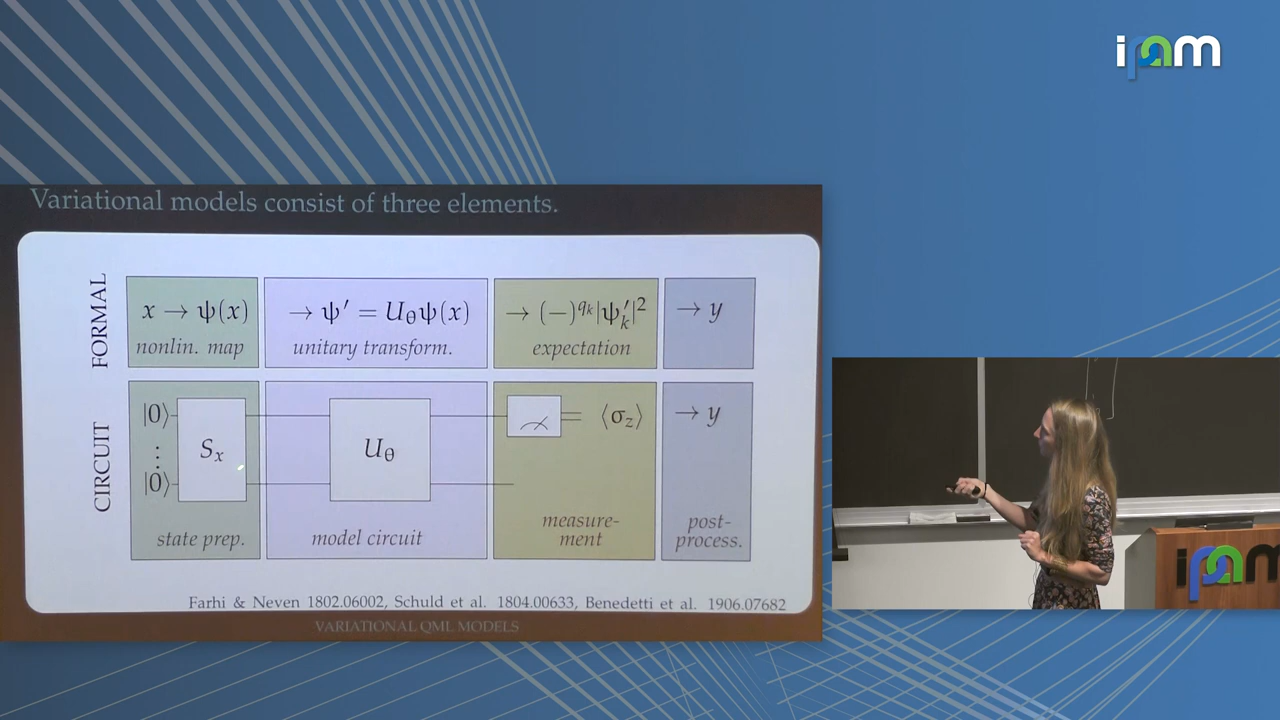 ipam
Variational models consist of three elements.
FORMAL
x → ψ(x)
nonlin. map
→ ψ′ = U_θψ(x)
unitary transform.
→ (−)^{q_k}|ψ′_k|²
expectation
→ y
CIRCUIT
|0⟩
⋮
|0⟩
S_x
state prep.
U_θ
model circuit
= ⟨σ_z⟩
measure-
ment
→ y
post-
process.
Farhi & Neven 1802.06002, Schuld et al. 1804.00633, Benedetti et al. 1906.07682
VARIATIONAL QML MODELS
ipam